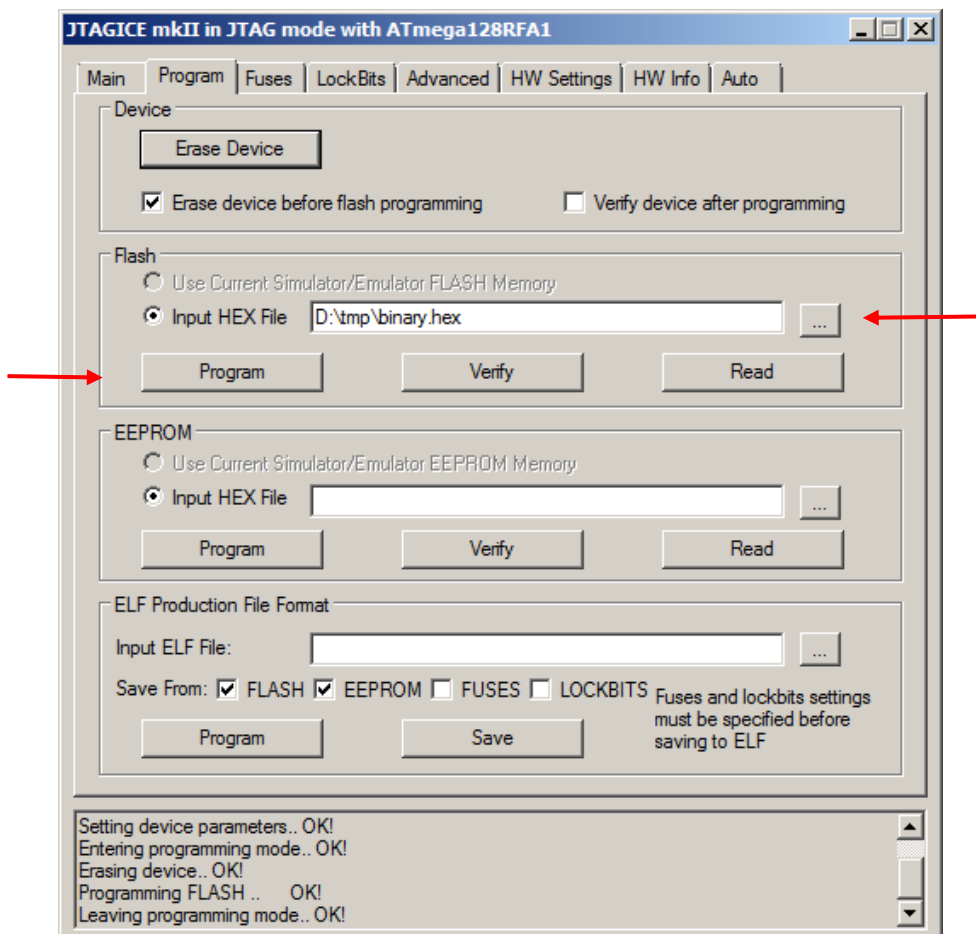 JTAGICE mkII in JTAG mode with ATmega128RFA1
Main Program Fuses LockBits Advanced HW Settings HW Info Auto
Device
Erase Device
Erase device before flash programming Verify device after programming
Flash
Use Current Simulator/Emulator FLASH Memory
Input HEX File D:\tmp\binary.hex ...
Program Verify Read
EEPROM
Use Current Simulator/Emulator EEPROM Memory
Input HEX File ...
Program Verify Read
ELF Production File Format
Input ELF File: ...
Save From: FLASH EEPROM FUSES LOCKBITS
Fuses and lockbits settings
must be specified before
saving to ELF
Program Save
Setting device parameters.. OK!
Entering programming mode.. OK!
Erasing device.. OK!
Programming FLASH .. OK!
Leaving programming mode.. OK!